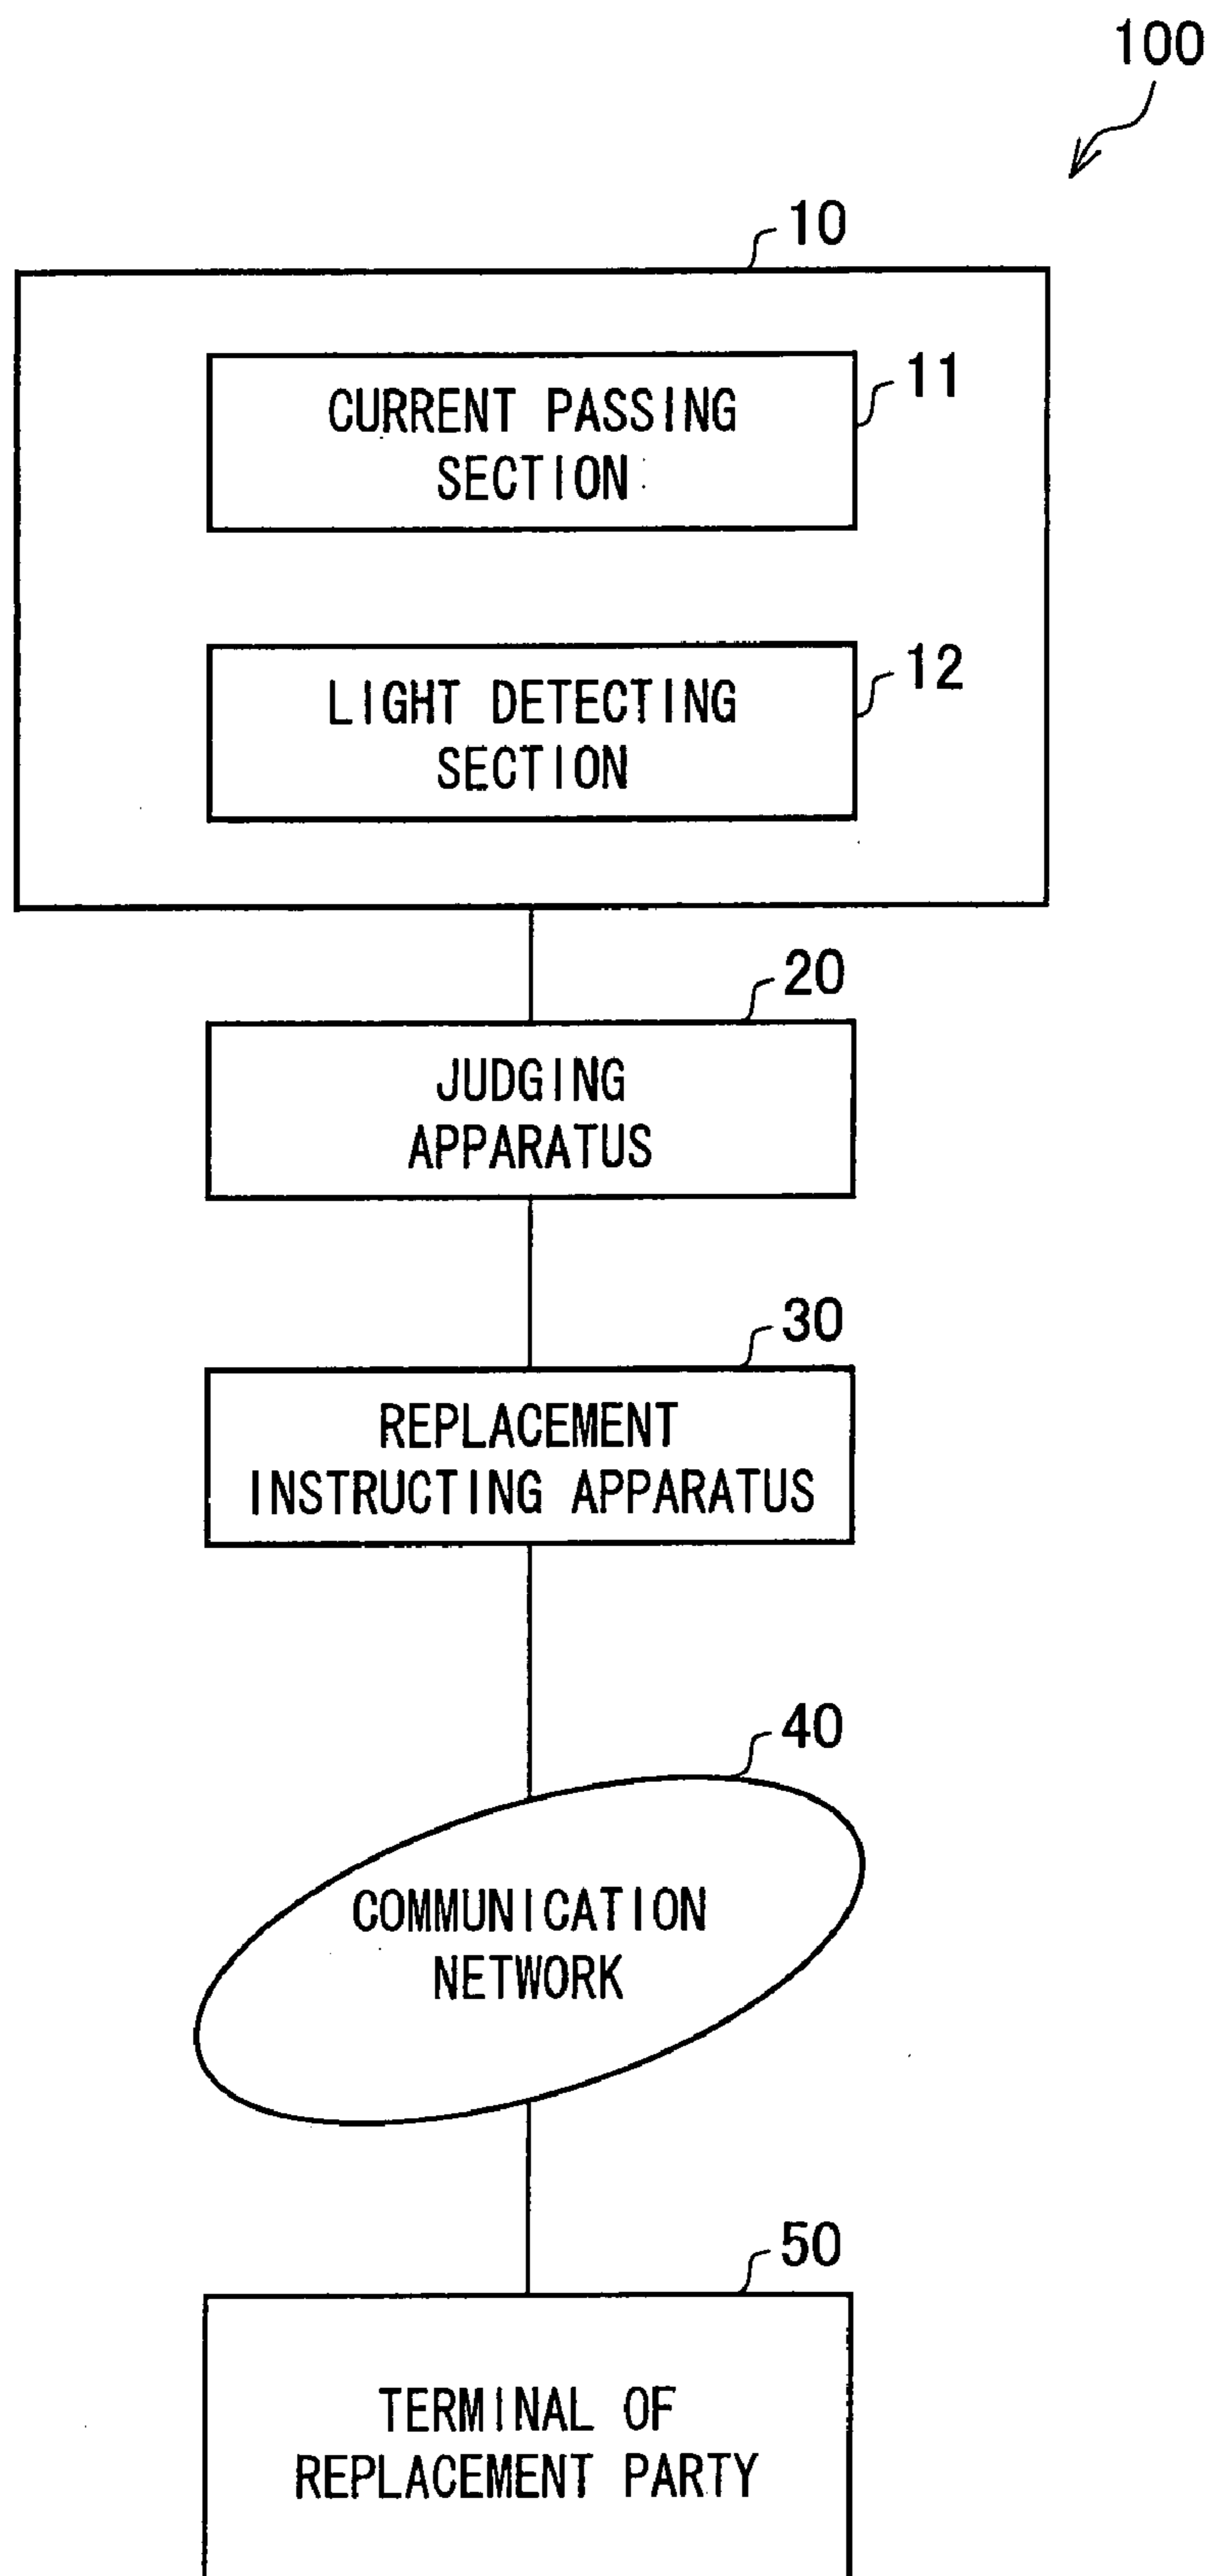 100
10
11
CURRENT PASSING
SECTION
12
LIGHT DETECTING
SECTION
20
JUDGING
APPARATUS
30
REPLACEMENT
INSTRUCTING APPARATUS
40
COMMUNICATION
NETWORK
50
TERMINAL OF
REPLACEMENT PARTY